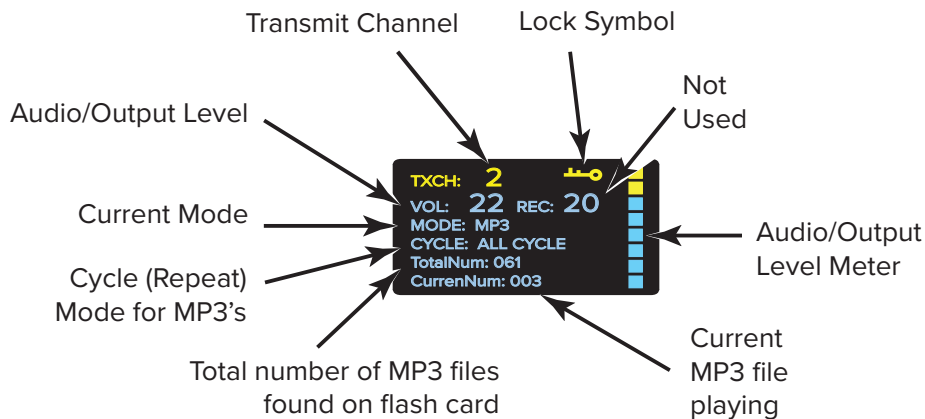 Transmit Channel
Lock Symbol
Not
Used
Audio/Output Level
Current Mode
Cycle (Repeat)
Mode for MP3's
Total number of MP3 files
found on flash card
TXCH: 2
VOL: 22 REC: 20
MODE: MP3
CYCLE: ALL CYCLE
TotalNum: 061
CurrenNum: 003
Audio/Output
Level Meter
Current
MP3 file
playing